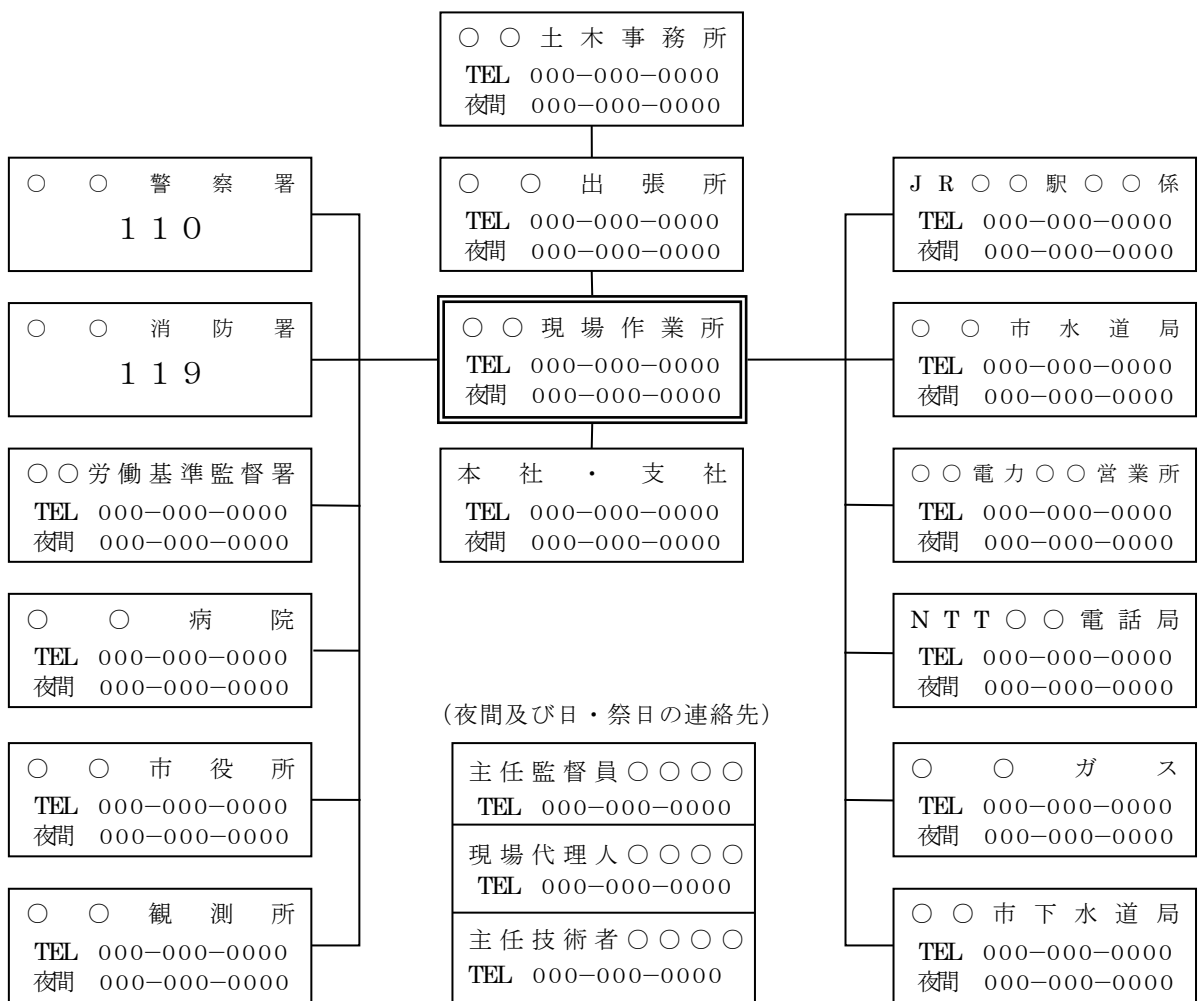 ○○土木事務所
TEL 000-000-0000
夜間 000-000-0000
○○警察署
110
○○出張所
TEL 000-000-0000
夜間 000-000-0000
JR○○駅○○係
TEL 000-000-0000
夜間 000-000-0000
○○消防署
119
○○現場作業所
TEL 000-000-0000
夜間 000-000-0000
○○市水道局
TEL 000-000-0000
夜間 000-000-0000
○○労働基準監督署
TEL 000-000-0000
夜間 000-000-0000
本社・支社
TEL 000-000-0000
夜間 000-000-0000
○○電力○○営業所
TEL 000-000-0000
夜間 000-000-0000
○○病院
TEL 000-000-0000
夜間 000-000-0000
NTT○○電話局
TEL 000-000-0000
夜間 000-000-0000
(夜間及び日・祭日の連絡先)
○○市役所
TEL 000-000-0000
夜間 000-000-0000
主任監督員○○○○
TEL 000-000-0000
現場代理人○○○○
TEL 000-000-0000
主任技術者○○○○
TEL 000-000-0000
○○ガス
TEL 000-000-0000
夜間 000-000-0000
○○観測所
TEL 000-000-0000
夜間 000-000-0000
○○市下水道局
TEL 000-000-0000
夜間 000-000-0000